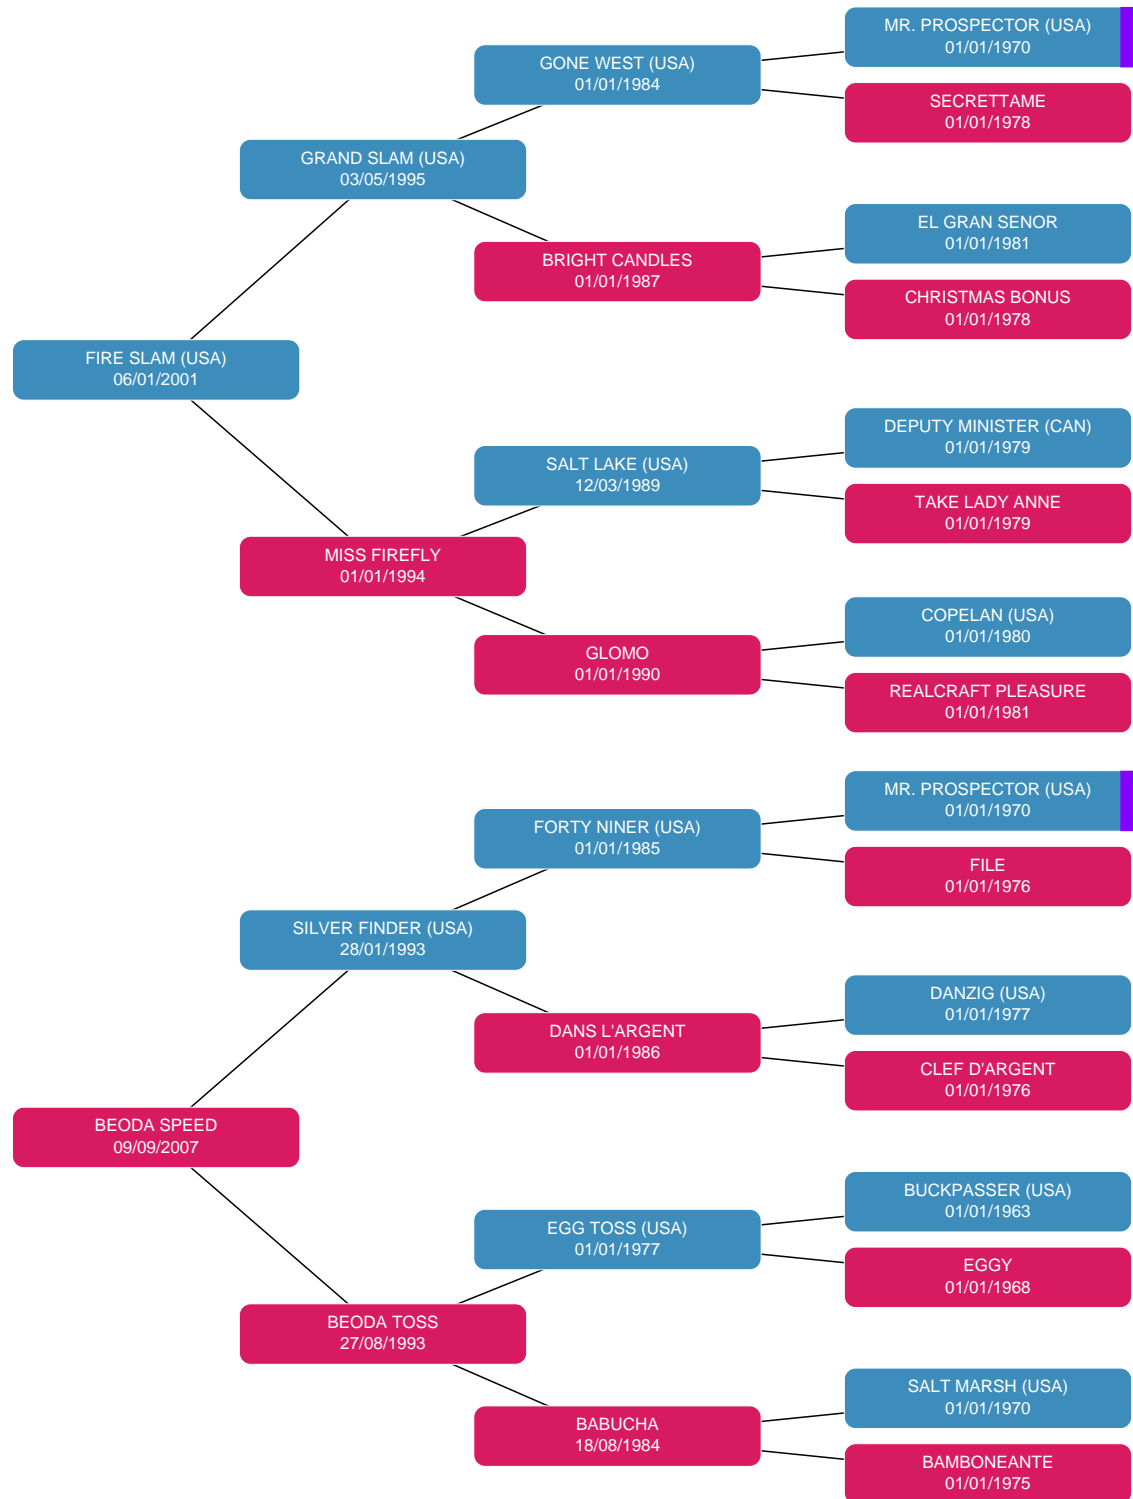 MR. PROSPECTOR (USA)
01/01/1970
GONE WEST (USA)
01/01/1984
SECRETTAME
01/01/1978
GRAND SLAM (USA)
03/05/1995
EL GRAN SENOR
01/01/1981
BRIGHT CANDLES
01/01/1987
CHRISTMAS BONUS
01/01/1978
FIRE SLAM (USA)
06/01/2001
DEPUTY MINISTER (CAN)
01/01/1979
SALT LAKE (USA)
12/03/1989
TAKE LADY ANNE
01/01/1979
MISS FIREFLY
01/01/1994
COPELAN (USA)
01/01/1980
GLOMO
01/01/1990
REALCRAFT PLEASURE
01/01/1981
MR. PROSPECTOR (USA)
01/01/1970
FORTY NINER (USA)
01/01/1985
FILE
01/01/1976
SILVER FINDER (USA)
28/01/1993
DANZIG (USA)
01/01/1977
DANS L'ARGENT
01/01/1986
CLEF D'ARGENT
01/01/1976
BEODA SPEED
09/09/2007
BUCKPASSER (USA)
01/01/1963
EGG TOSS (USA)
01/01/1977
EGGY
01/01/1968
BEODA TOSS
27/08/1993
SALT MARSH (USA)
01/01/1970
BABUCHA
18/08/1984
BAMBONEANTE
01/01/1975